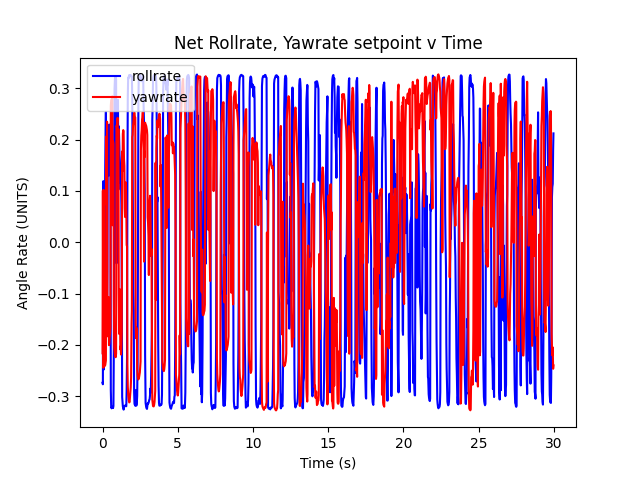 Net Rollrate, Yawrate setpoint v Time
rollrate
yawrate
Angle Rate (UNITS)
0.3
0.2
0.1
0.0
−0.1
−0.2
−0.3
0 5 10 15 20 25 30
Time (s)